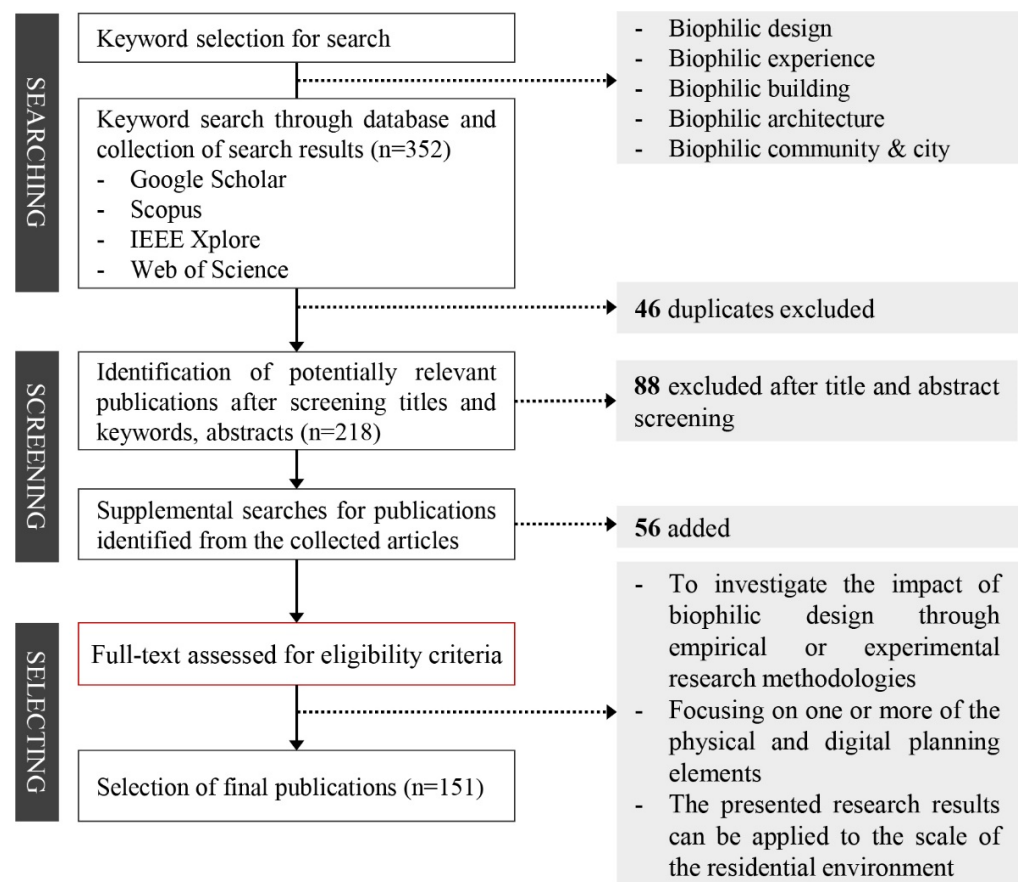 SEARCHING
Keyword selection for search
- Biophilic design
- Biophilic experience
- Biophilic building
- Biophilic architecture
- Biophilic community & city
Keyword search through database and
collection of search results (n=352)
- Google Scholar
- Scopus
- IEEE Xplore
- Web of Science
46 duplicates excluded
SCREENING
Identification of potentially relevant
publications after screening titles and
keywords, abstracts (n=218)
88 excluded after title and abstract
screening
Supplemental searches for publications
identified from the collected articles
56 added
SELECTING
Full-text assessed for eligibility criteria
- To investigate the impact of
biophilic design through
empirical or experimental
research methodologies
- Focusing on one or more of the
physical and digital planning
elements
- The presented research results
can be applied to the scale of
the residential environment
Selection of final publications (n=151)